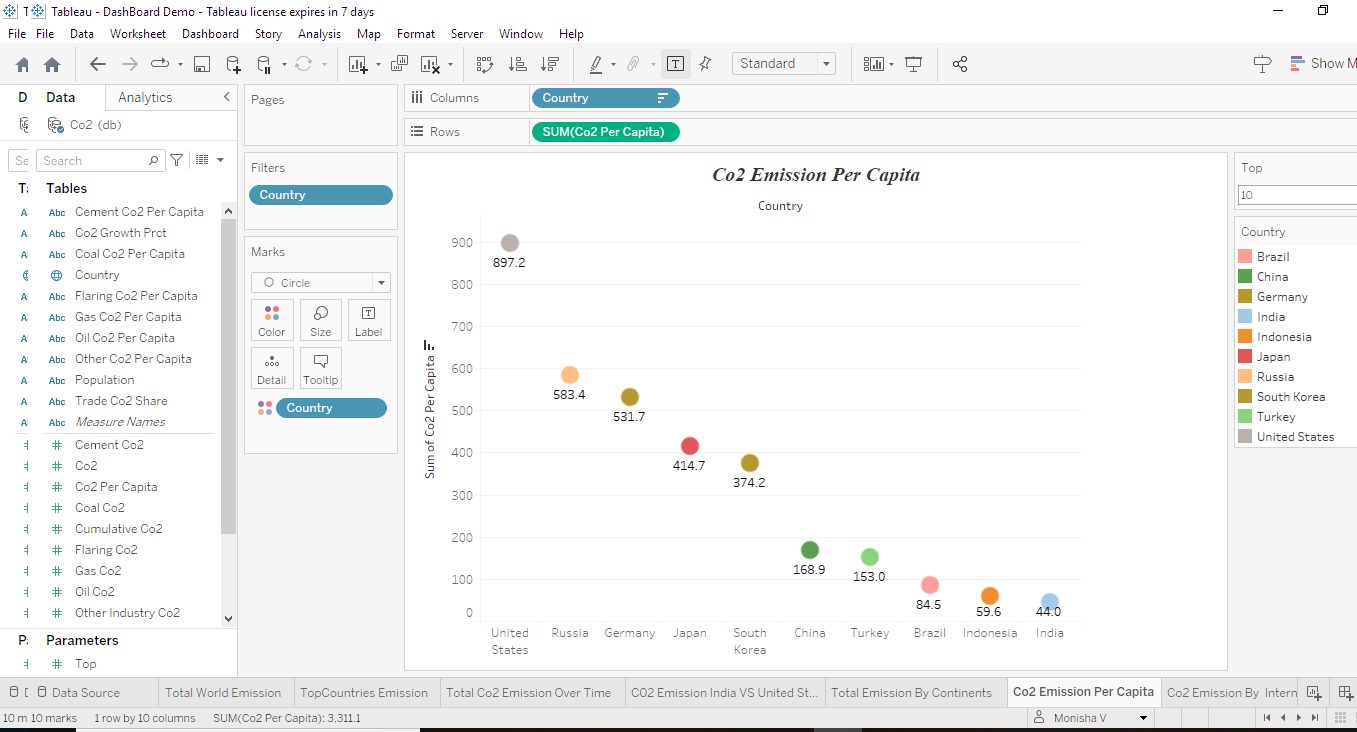 T Tableau - DashBoard Demo - Tableau license expires in 7 days
File File Data Worksheet Dashboard Story Analysis Map Format Server Window Help
Standard
Show M
D Data Analytics
Co2 (db)
Se Search
T: Tables
Abc Cement Co2 Per Capita
Abc Co2 Growth Prct
Abc Coal Co2 Per Capita
Country
Abc Flaring Co2 Per Capita
Abc Gas Co2 Per Capita
Abc Oil Co2 Per Capita
Abc Other Co2 Per Capita
Abc Population
Abc Trade Co2 Share
Abc Measure Names
# Cement Co2
# Co2
# Co2 Per Capita
# Coal Co2
# Cumulative Co2
# Flaring Co2
# Gas Co2
# Oil Co2
# Other Industry Co2
P: Parameters
# Top
Pages
Filters
Country
Marks
Circle
Color Size Label
Detail Tooltip
Country
Columns Country
Rows SUM(Co2 Per Capita)
Co2 Emission Per Capita
Country
Sum of Co2 Per Capita
900
800
700
600
500
400
300
200
100
0
897.2
583.4
531.7
414.7
374.2
168.9
153.0
84.5
59.6
44.0
United States
Russia
Germany
Japan
South Korea
China
Turkey
Brazil
Indonesia
India
Top
10
Country
Brazil
China
Germany
India
Indonesia
Japan
Russia
South Korea
Turkey
United States
Data Source Total World Emission TopCountries Emission Total Co2 Emission Over Time CO2 Emission India VS United St... Total Emission By Continents Co2 Emission Per Capita Co2 Emission By Intern
10 m 10 marks 1 row by 10 columns SUM(Co2 Per Capita): 3,311.1 Monisha V